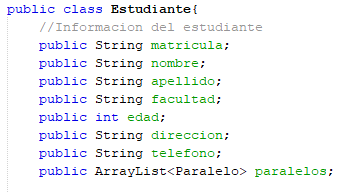 public class Estudiante{
//Informacion del estudiante
public String matricula;
public String nombre;
public String apellido;
public String facultad;
public int edad;
public String direccion;
public String telefono;
public ArrayList<Paralelo> paralelos;